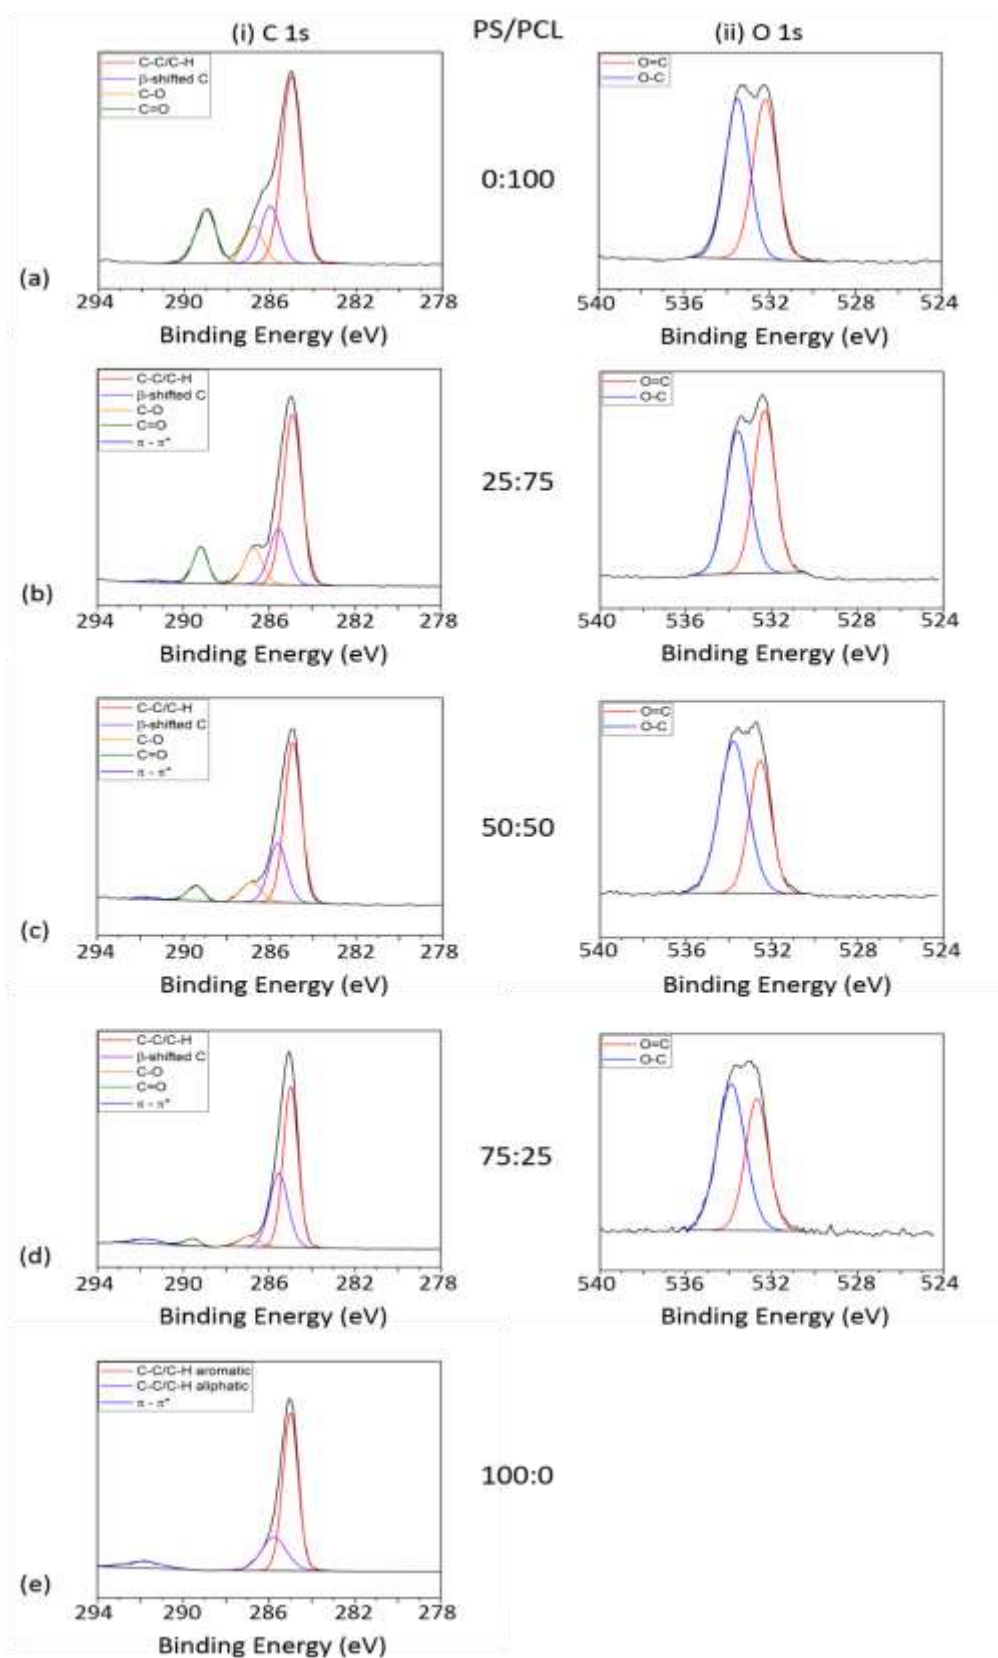 (i) C 1s
PS/PCL
(ii) O 1s
C-C/C-H
β-shifted C
C-O
C=O
O=C
O-C
0:100
(a)
294 290 286 282 278
Binding Energy (eV)
540 536 532 528 524
Binding Energy (eV)
C-C/C-H
β-shifted C
C-O
C=O
π - π*
O=C
O-C
25:75
(b)
294 290 286 282 278
Binding Energy (eV)
540 536 532 528 524
Binding Energy (eV)
C-C/C-H
β-shifted C
C-O
C=O
π - π*
O=C
O-C
50:50
(c)
294 290 286 282 278
Binding Energy (eV)
540 536 532 528 524
Binding Energy (eV)
C-C/C-H
β-shifted C
C-O
C=O
π - π*
O=C
O-C
75:25
(d)
294 290 286 282 278
Binding Energy (eV)
540 536 532 528 524
Binding Energy (eV)
C-C/C-H aromatic
C-C/C-H aliphatic
π - π*
100:0
(e)
294 290 286 282 278
Binding Energy (eV)